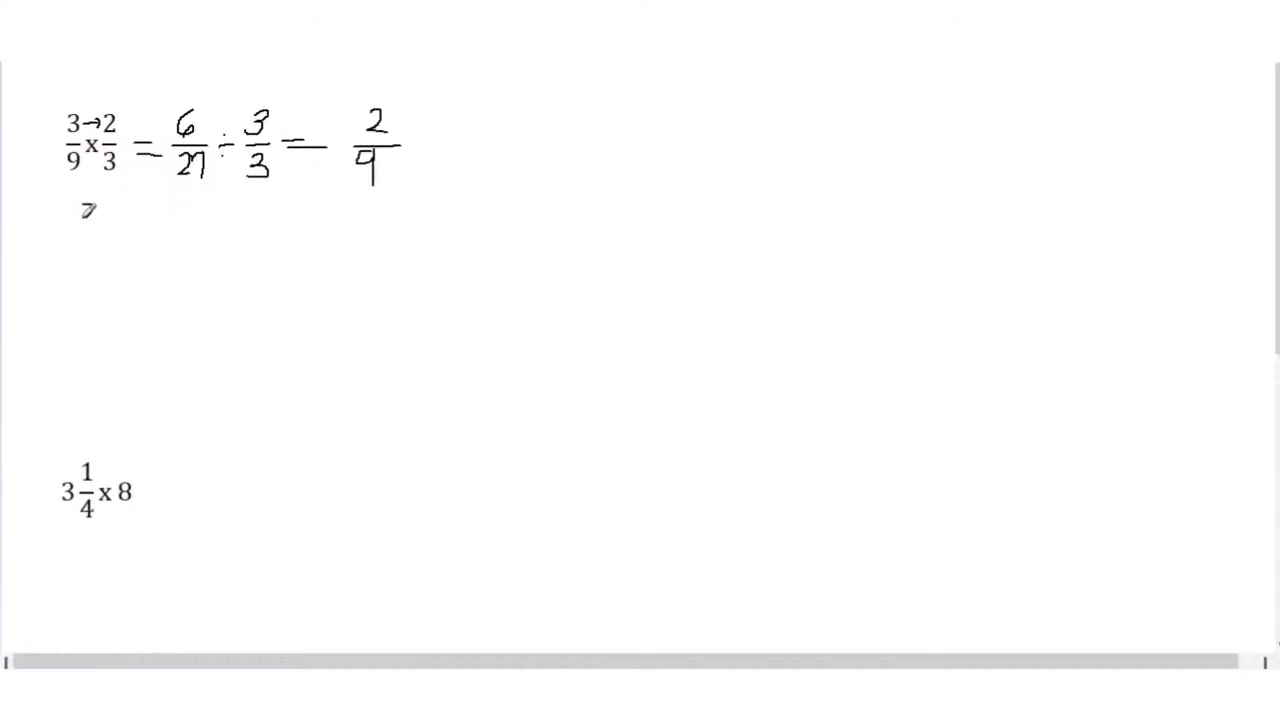 3/9 x 2/3 = 6/27 ÷ 3/3 = 2/9
3 1/4 x 8